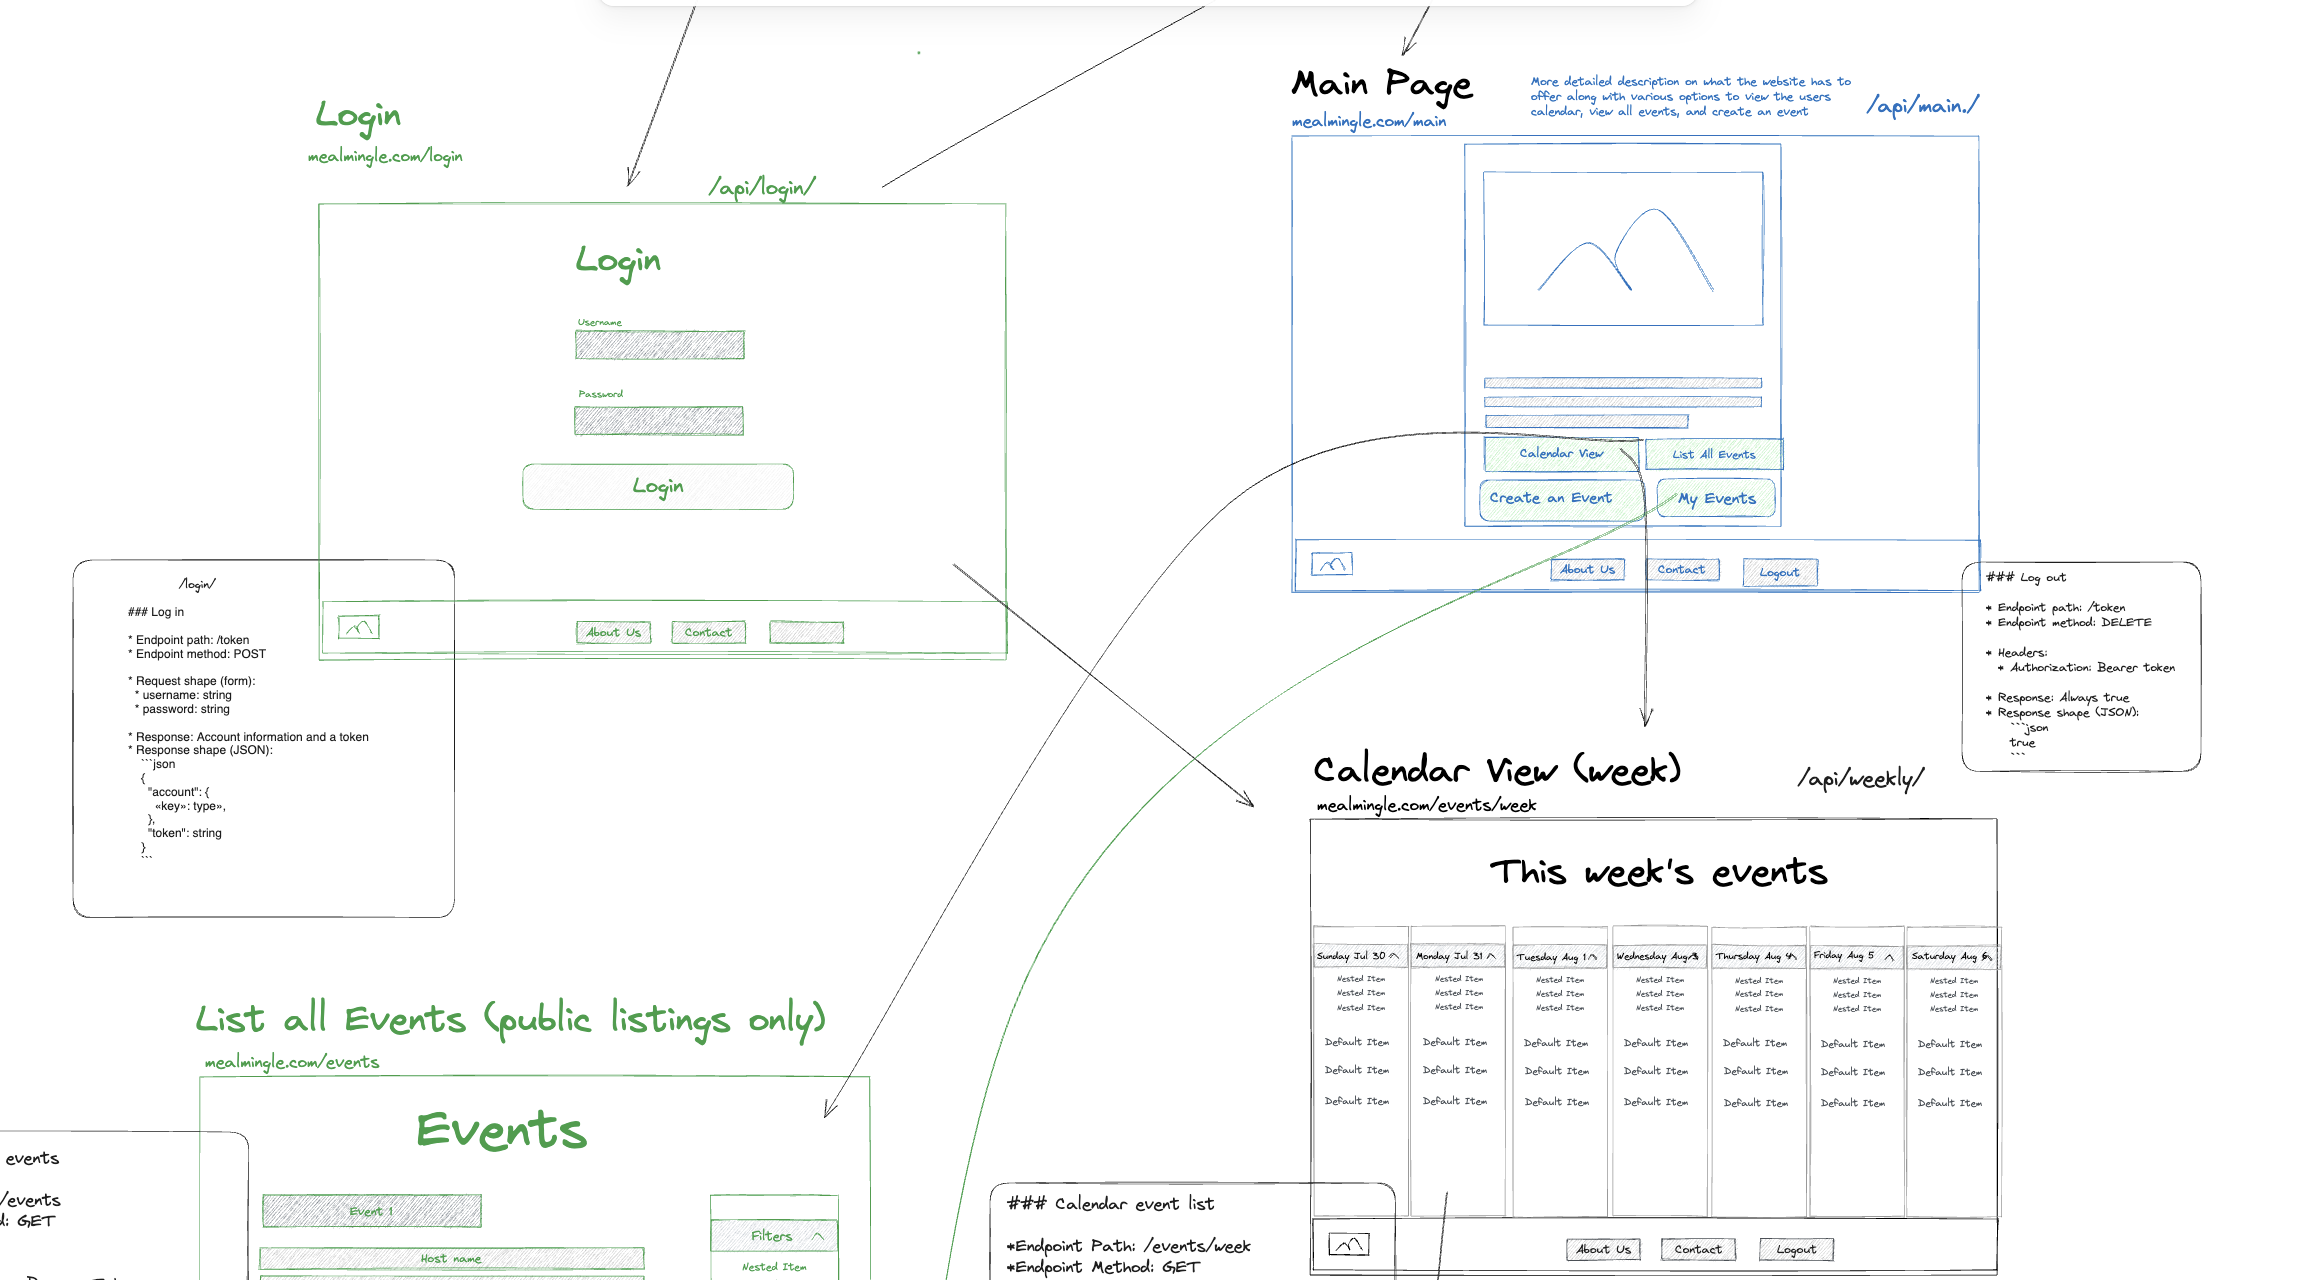 Login
mealmingle.com/login
/api/login/
Login
Username
Password
Login
About Us
Contact
/login/
### Log in
* Endpoint path: /token
* Endpoint method: POST
* Request shape (form):
* username: string
* password: string
* Response: Account information and a token
* Response shape (JSON):
```json
{
"account": {
«key»: type»,
},
"token": string
}
```
Main Page
mealmingle.com/main
More detailed description on what the website has to
offer along with various options to view the users
calendar, view all events, and create an event
/api/main./
Calendar View
List All Events
Create an Event
My Events
About Us
Contact
Logout
### Log out
* Endpoint path: /token
* Endpoint method: DELETE
* Headers:
* Authorization: Bearer token
* Response: Always true
* Response shape (JSON):
```json
true
```
Calendar View (week)
mealmingle.com/events/week
/api/weekly/
This week's events
Sunday Jul 30
Monday Jul 31
Tuesday Aug 1
Wednesday Aug
Thursday Aug 4
Friday Aug 5
Saturday Aug 6
Nested Item Nested Item Nested Item Nested Item Nested Item Nested Item Nested Item
Nested Item Nested Item Nested Item Nested Item Nested Item Nested Item Nested Item
Nested Item Nested Item Nested Item Nested Item Nested Item Nested Item Nested Item
Default Item Default Item Default Item Default Item Default Item Default Item Default Item
Default Item Default Item Default Item Default Item Default Item Default Item Default Item
Default Item Default Item Default Item Default Item Default Item Default Item Default Item
About Us
Contact
Logout
List all Events (public listings only)
mealmingle.com/events
Events
Event 1
Host name
Filters
Nested Item
events
/events
d: GET
### Calendar event list
*Endpoint Path: /events/week
*Endpoint Method: GET